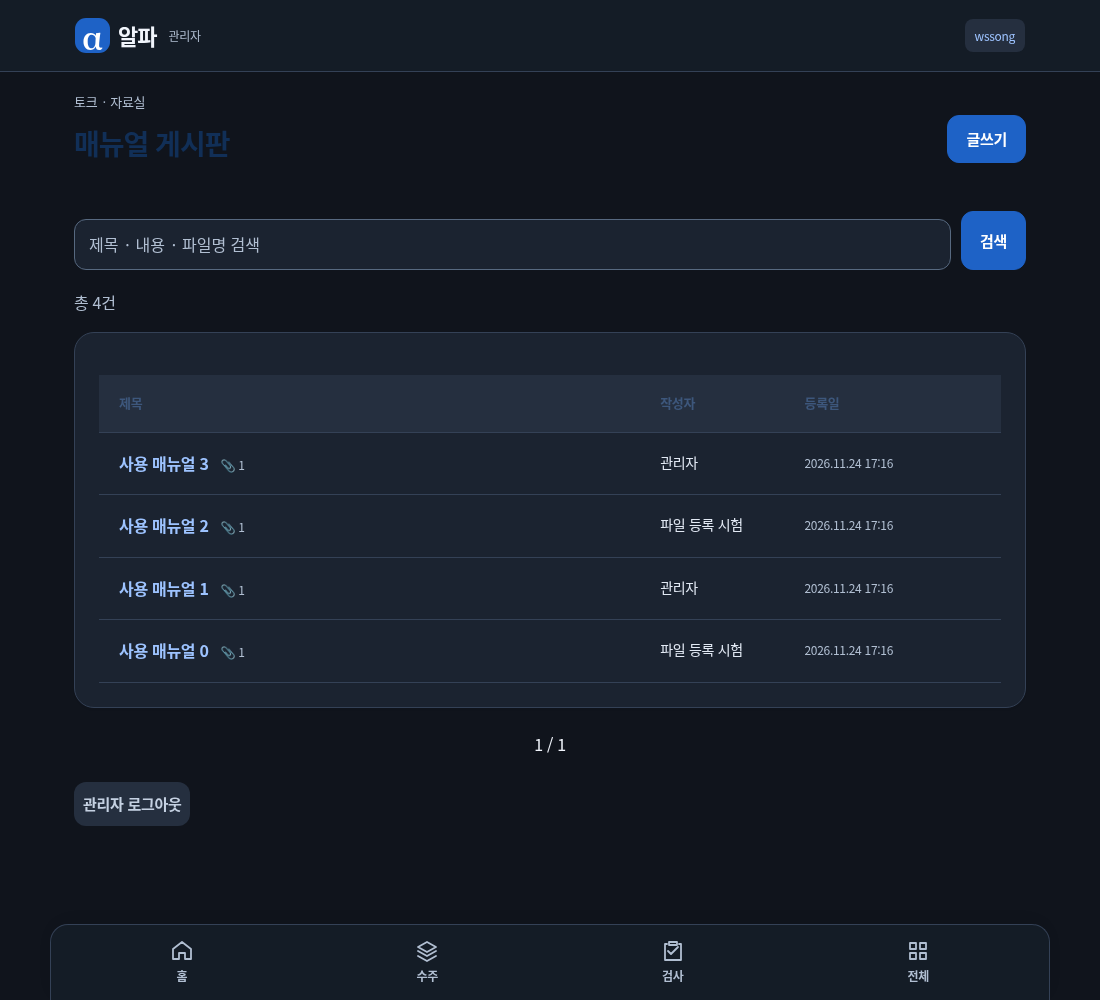 α 알파 관리자 wssong
토크 · 자료실
매뉴얼 게시판
글쓰기
제목 · 내용 · 파일명 검색
검색
총 4건
제목 작성자 등록일
사용 매뉴얼 3 📎 1 관리자 2026.11.24 17:16
사용 매뉴얼 2 📎 1 파일 등록 시험 2026.11.24 17:16
사용 매뉴얼 1 📎 1 관리자 2026.11.24 17:16
사용 매뉴얼 0 📎 1 파일 등록 시험 2026.11.24 17:16
1 / 1
관리자 로그아웃
홈 수주 검사 전체